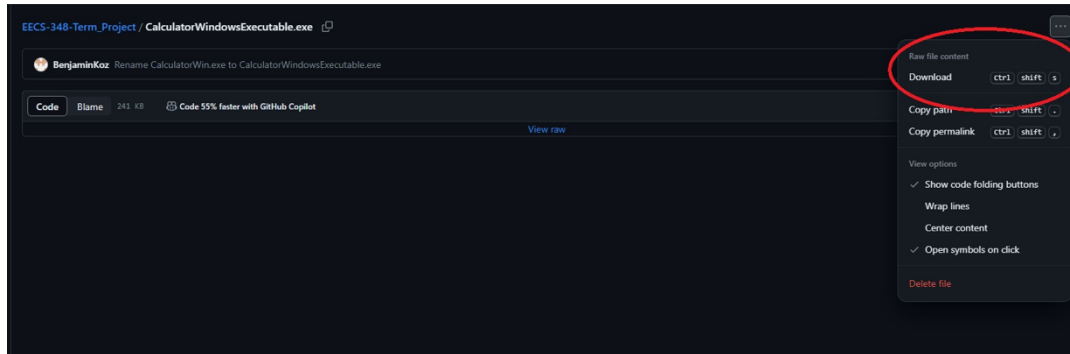 EECS-348-Term_Project / CalculatorWindowsExecutable.exe
...
BenjaminKoz Rename CalculatorWin.exe to CalculatorWindowsExecutable.exe
Code Blame 241 KB Code 55% faster with GitHub Copilot
View raw
Raw file content
Download ctrl shift s
Copy path ctrl shift .
Copy permalink ctrl shift ,
View options
Show code folding buttons
Wrap lines
Center content
Open symbols on click
Delete file